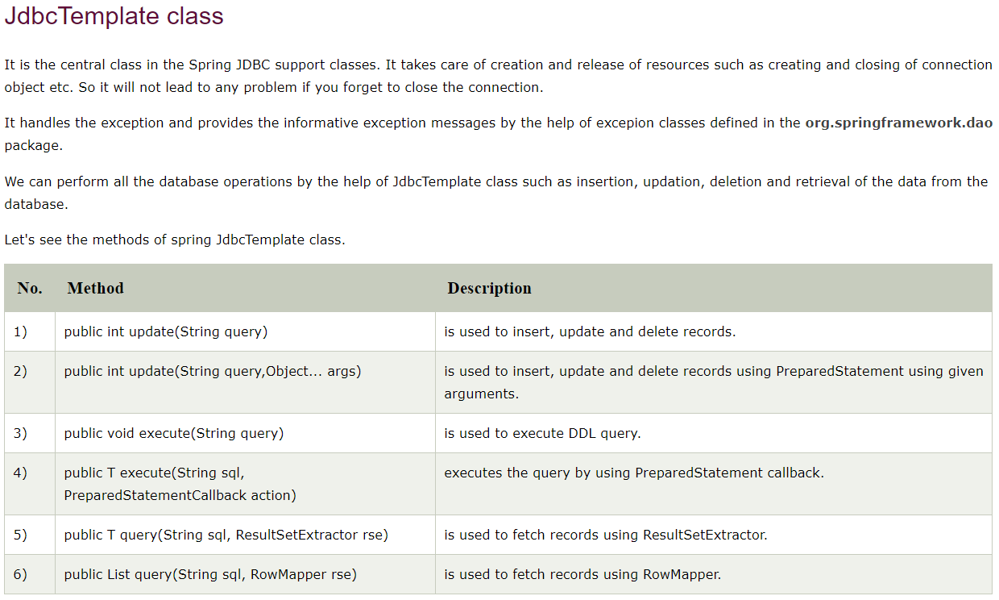 JdbcTemplate class
It is the central class in the Spring JDBC support classes. It takes care of creation and release of resources such as creating and closing of connection
object etc. So it will not lead to any problem if you forget to close the connection.
It handles the exception and provides the informative exception messages by the help of excepion classes defined in the org.springframework.dao
package.
We can perform all the database operations by the help of JdbcTemplate class such as insertion, updation, deletion and retrieval of the data from the
database.
Let's see the methods of spring JdbcTemplate class.
No. Method Description
1) public int update(String query) is used to insert, update and delete records.
2) public int update(String query,Object... args) is used to insert, update and delete records using PreparedStatement using given
arguments.
3) public void execute(String query) is used to execute DDL query.
4) public T execute(String sql, executes the query by using PreparedStatement callback.
PreparedStatementCallback action)
5) public T query(String sql, ResultSetExtractor rse) is used to fetch records using ResultSetExtractor.
6) public List query(String sql, RowMapper rse) is used to fetch records using RowMapper.